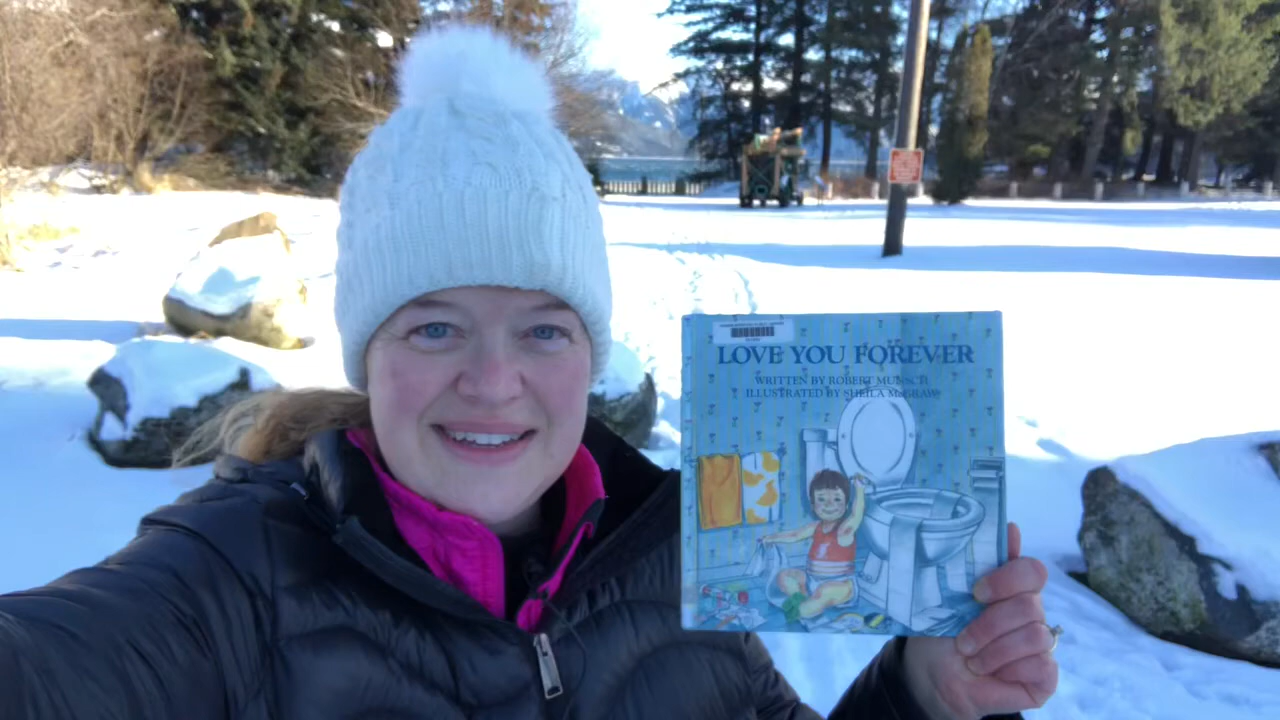 LOVE YOU FOREVER
WRITTEN BY ROBERT MUNSCH
ILLUSTRATED BY SHEILA McGRAW